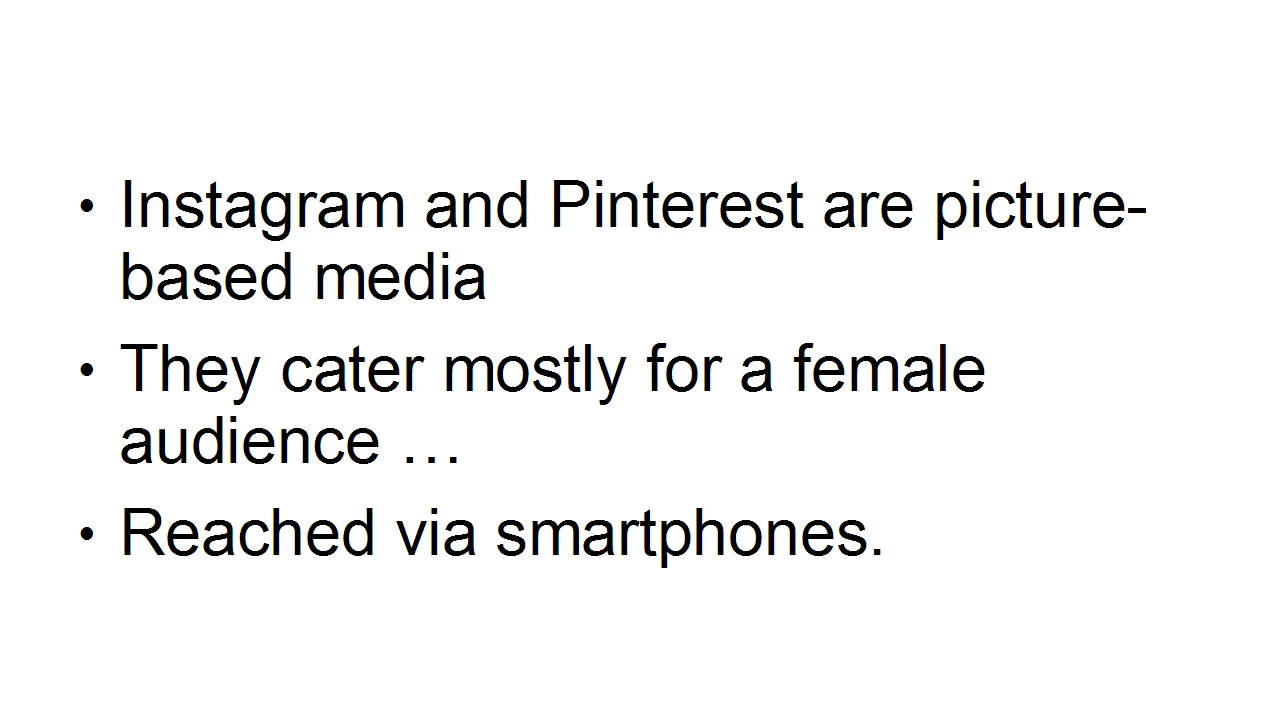 • Instagram and Pinterest are picture-
based media
• They cater mostly for a female
audience …
• Reached via smartphones.